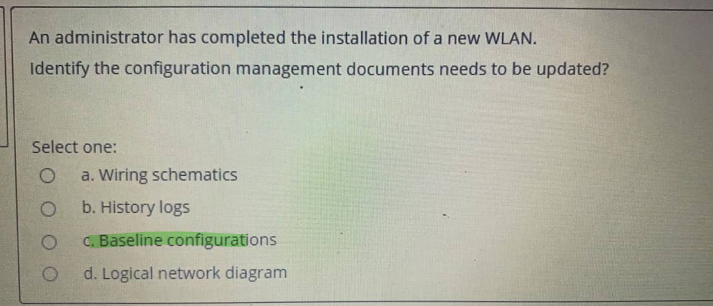 An administrator has completed the installation of a new WLAN.
Identify the configuration management documents needs to be updated?
Select one:
a. Wiring schematics
b. History logs
c. Baseline configurations
d. Logical network diagram